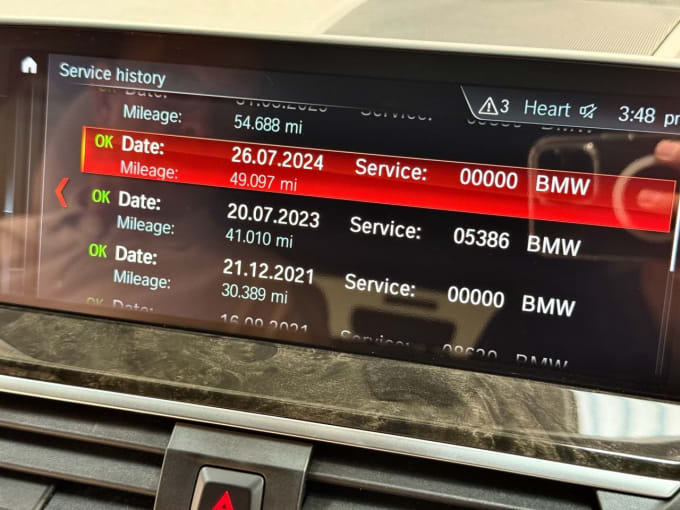 Service history
3 Heart 3:48
Mileage: 54.688 mi
OK Date: 26.07.2024 Service: 00000 BMW
Mileage: 49.097 mi
OK Date: 20.07.2023 Service: 05386 BMW
Mileage: 41.010 mi
OK Date: 21.12.2021 Service: 00000 BMW
Mileage: 30.389 mi